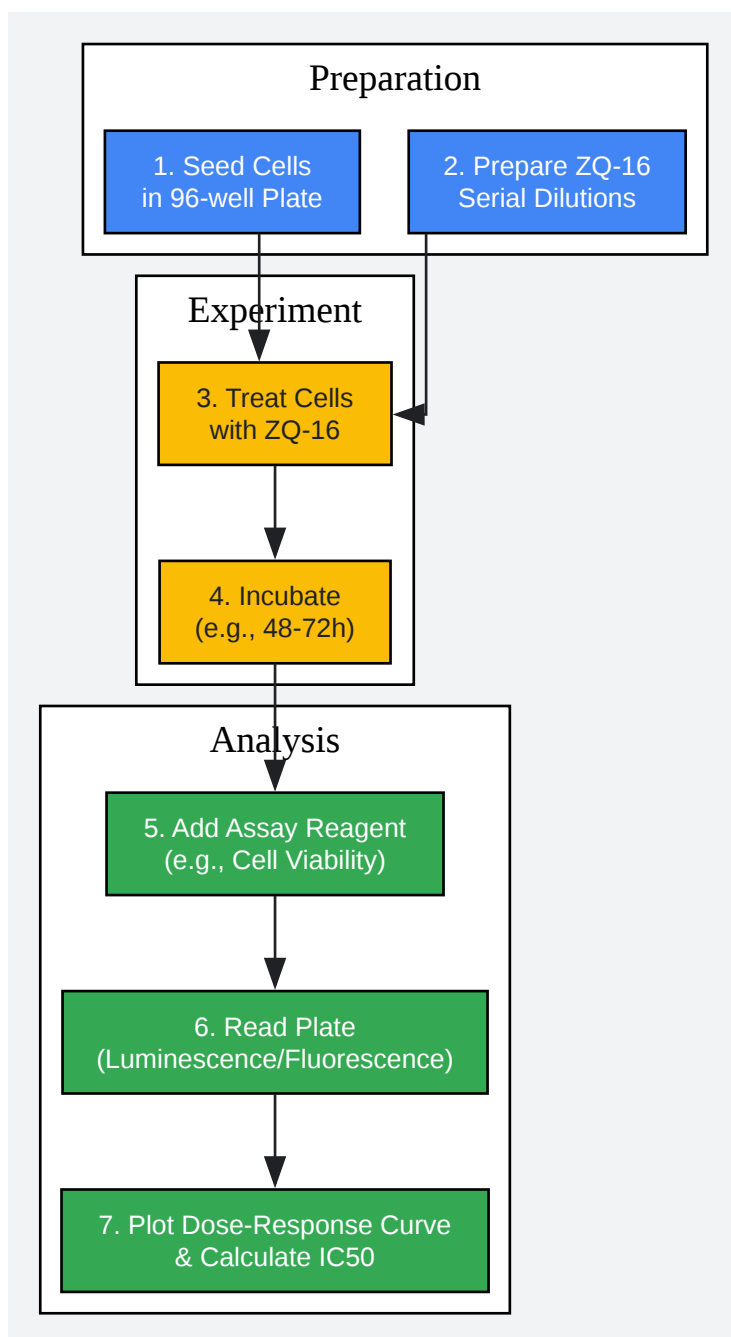 Preparation
1. Seed Cells
in 96-well Plate
2. Prepare ZQ-16
Serial Dilutions
Experiment
3. Treat Cells
with ZQ-16
4. Incubate
(e.g., 48-72h)
Analysis
5. Add Assay Reagent
(e.g., Cell Viability)
6. Read Plate
(Luminescence/Fluorescence)
7. Plot Dose-Response Curve
& Calculate IC50